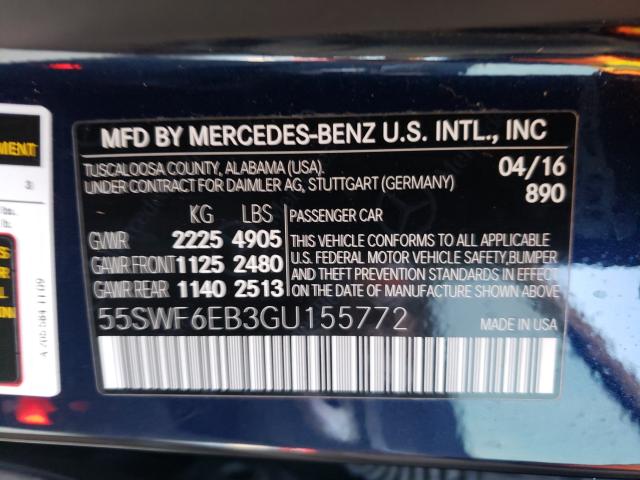 MFD BY MERCEDES-BENZ U.S. INTL., INC
TUSCALOOSA COUNTY, ALABAMA (USA). 04/16
UNDER CONTRACT FOR DAIMLER AG, STUTTGART (GERMANY) 890
KG LBS PASSENGER CAR
GVWR 2225 4905
GAWR FRONT 1125 2480
GAWR REAR 1140 2513
THIS VEHICLE CONFORMS TO ALL APPLICABLE
U.S. FEDERAL MOTOR VEHICLE SAFETY,BUMPER
AND THEFT PREVENTION STANDARDS IN EFFECT
ON THE DATE OF MANUFACTURE SHOWN ABOVE.
55SWF6EB3GU155772 MADE IN USA